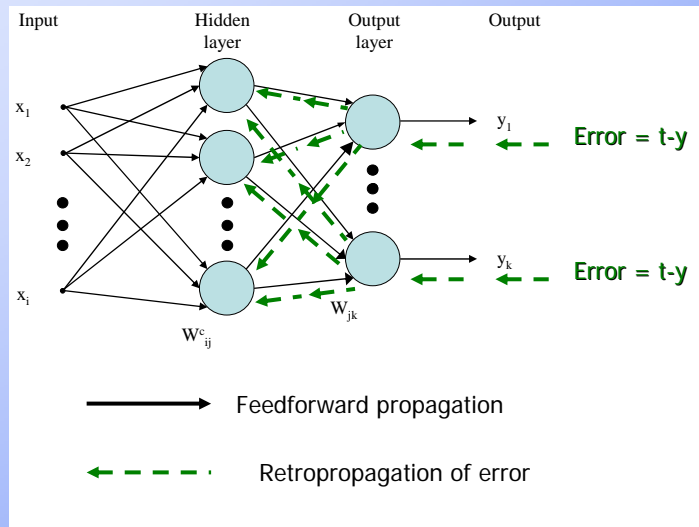 Input Hidden layer Output layer Output
x1
y1
Error = t-y
x2
xi
yk
Error = t-y
Wcij
Wjk
Feedforward propagation
Retropropagation of error